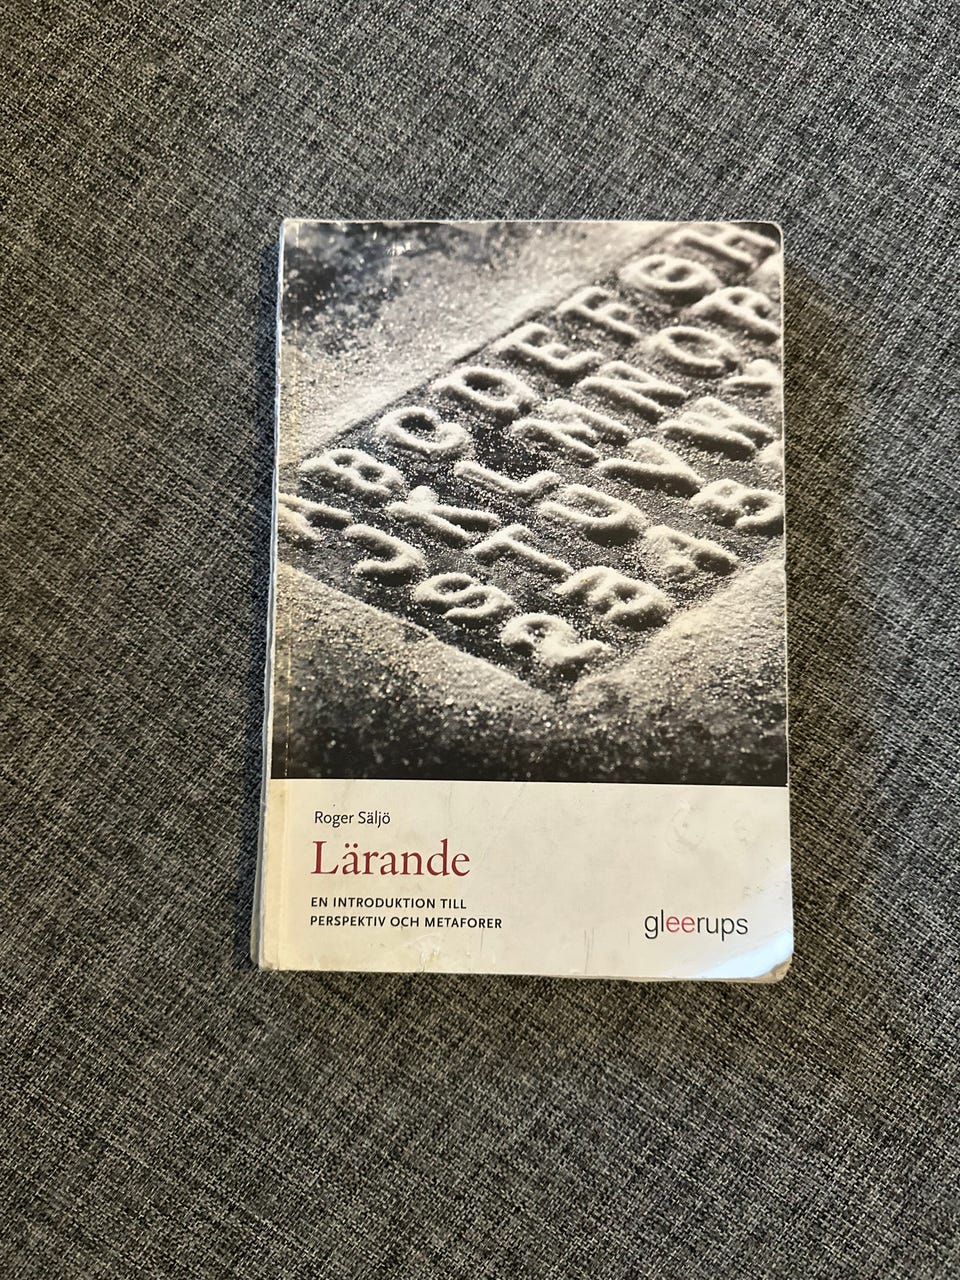 B C D E F G H
J K L M N O P
S T U V
Roger Säljö
Lärande
EN INTRODUKTION TILL
PERSPEKTIV OCH METAFORER
gleerups